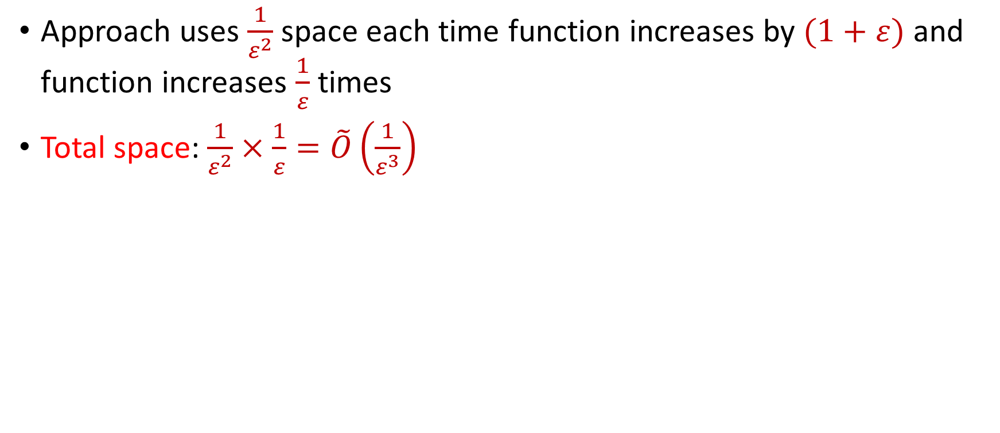 • Approach uses $\frac{1}{\varepsilon^2}$ space each time function increases by $(1 + \varepsilon)$ and
function increases $\frac{1}{\varepsilon}$ times
• Total space: $\frac{1}{\varepsilon^2} \times \frac{1}{\varepsilon} = \tilde{O}\left(\frac{1}{\varepsilon^3}\right)$